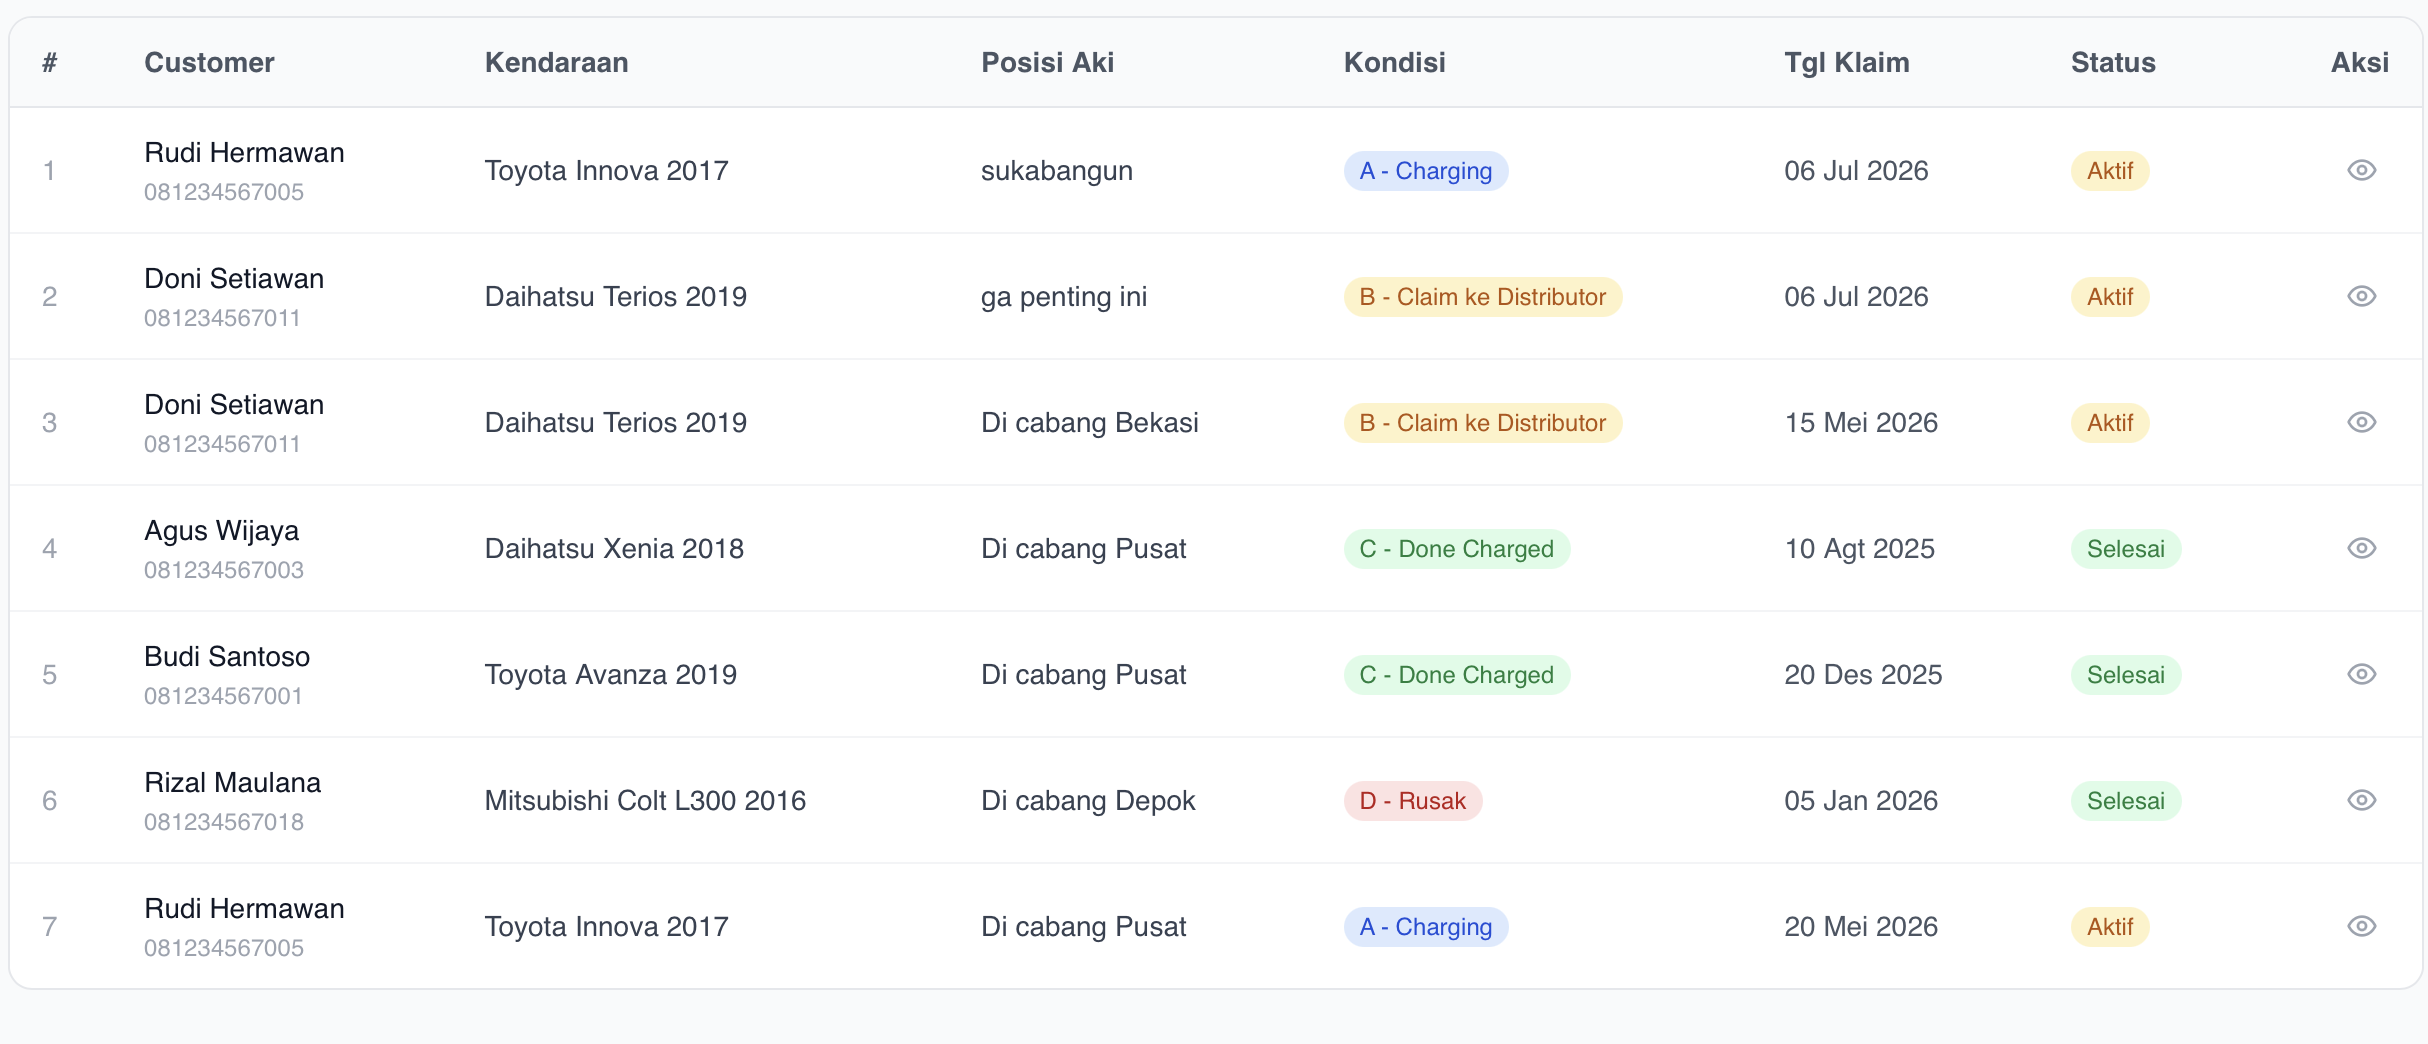 # Customer Kendaraan Posisi Aki Kondisi Tgl Klaim Status Aksi
1 Rudi Hermawan Toyota Innova 2017 sukabangun A - Charging 06 Jul 2026 Aktif
081234567005
2 Doni Setiawan Daihatsu Terios 2019 ga penting ini B - Claim ke Distributor 06 Jul 2026 Aktif
081234567011
3 Doni Setiawan Daihatsu Terios 2019 Di cabang Bekasi B - Claim ke Distributor 15 Mei 2026 Aktif
081234567011
4 Agus Wijaya Daihatsu Xenia 2018 Di cabang Pusat C - Done Charged 10 Agt 2025 Selesai
081234567003
5 Budi Santoso Toyota Avanza 2019 Di cabang Pusat C - Done Charged 20 Des 2025 Selesai
081234567001
6 Rizal Maulana Mitsubishi Colt L300 2016 Di cabang Depok D - Rusak 05 Jan 2026 Selesai
081234567018
7 Rudi Hermawan Toyota Innova 2017 Di cabang Pusat A - Charging 20 Mei 2026 Aktif
081234567005